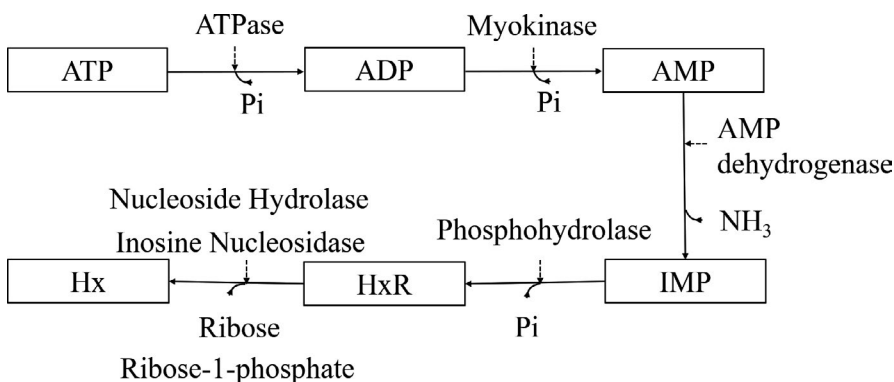 ATPase
Myokinase
ATP
ADP
AMP
Pi
Pi
AMP
dehydrogenase
NH3
Nucleoside Hydrolase
Inosine Nucleosidase
Phosphohydrolase
Hx
HxR
IMP
Ribose
Pi
Ribose-1-phosphate